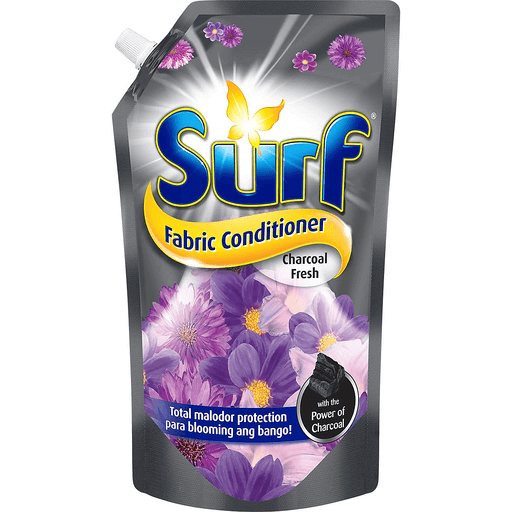 Surf®
Fabric Conditioner
Charcoal
Fresh
Total malodor protection
para blooming ang bango!
with the
Power of
Charcoal